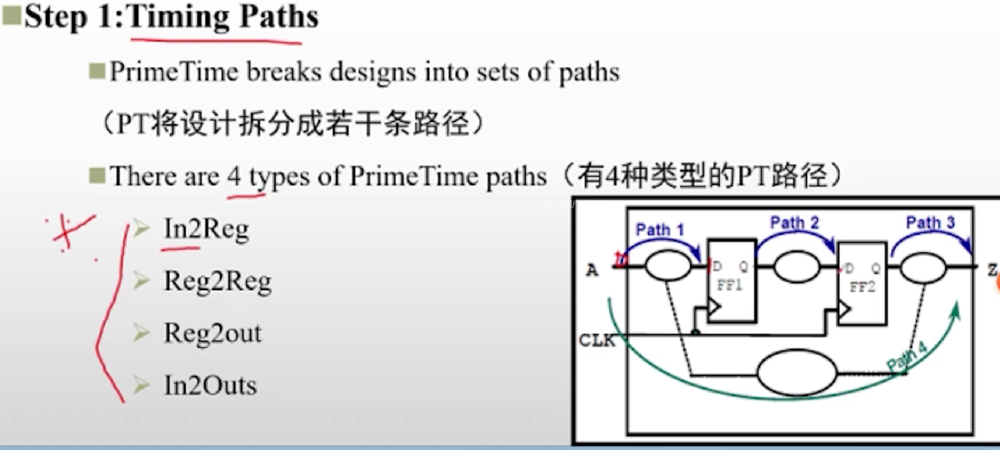 Step 1:Timing Paths
PrimeTime breaks designs into sets of paths
（PT将设计拆分成若干条路径）
There are 4 types of PrimeTime paths（有4种类型的PT路径）
In2Reg
Reg2Reg
Reg2out
In2Outs
Path 1
Path 2
Path 3
A
D Q
FF1
D Q
FF2
Z
CLK
Path 4